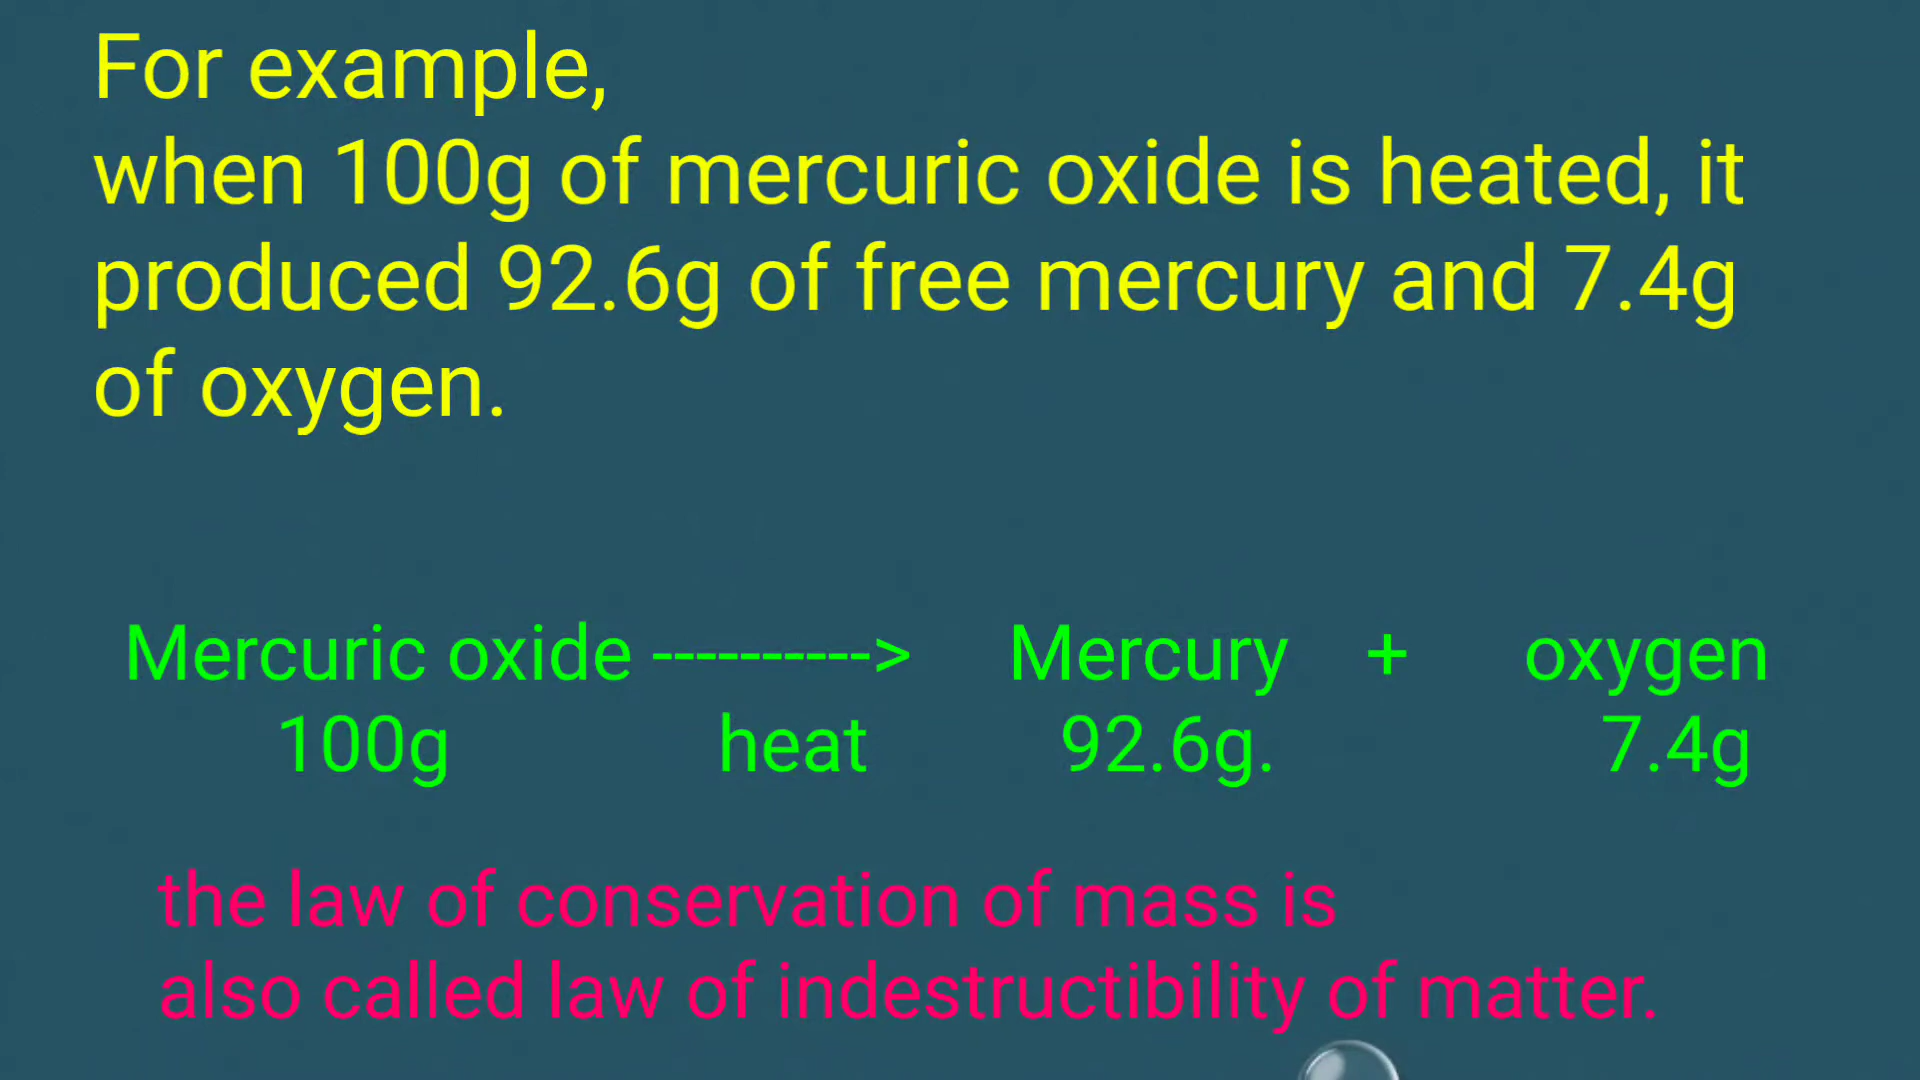 For example,
when 100g of mercuric oxide is heated, it
produced 92.6g of free mercury and 7.4g
of oxygen.
Mercuric oxide ----------> Mercury + oxygen
100g heat 92.6g. 7.4g
the law of conservation of mass is
also called law of indestructibility of matter.